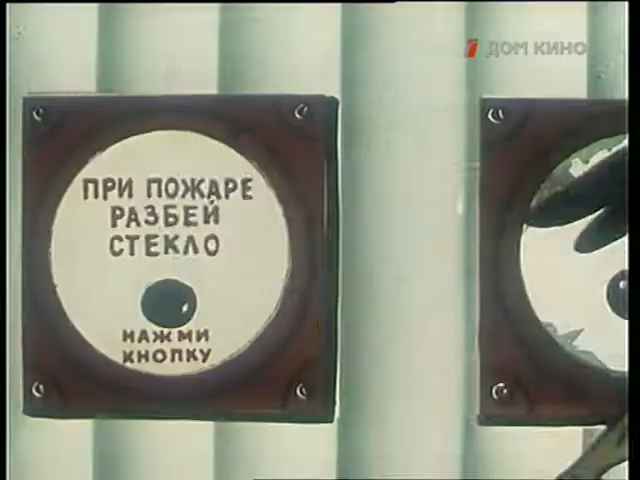 ДОМ КИНО
ПРИ ПОЖАРЕ
РАЗБЕЙ
СТЕКЛО
НАЖМИ
КНОПКУ